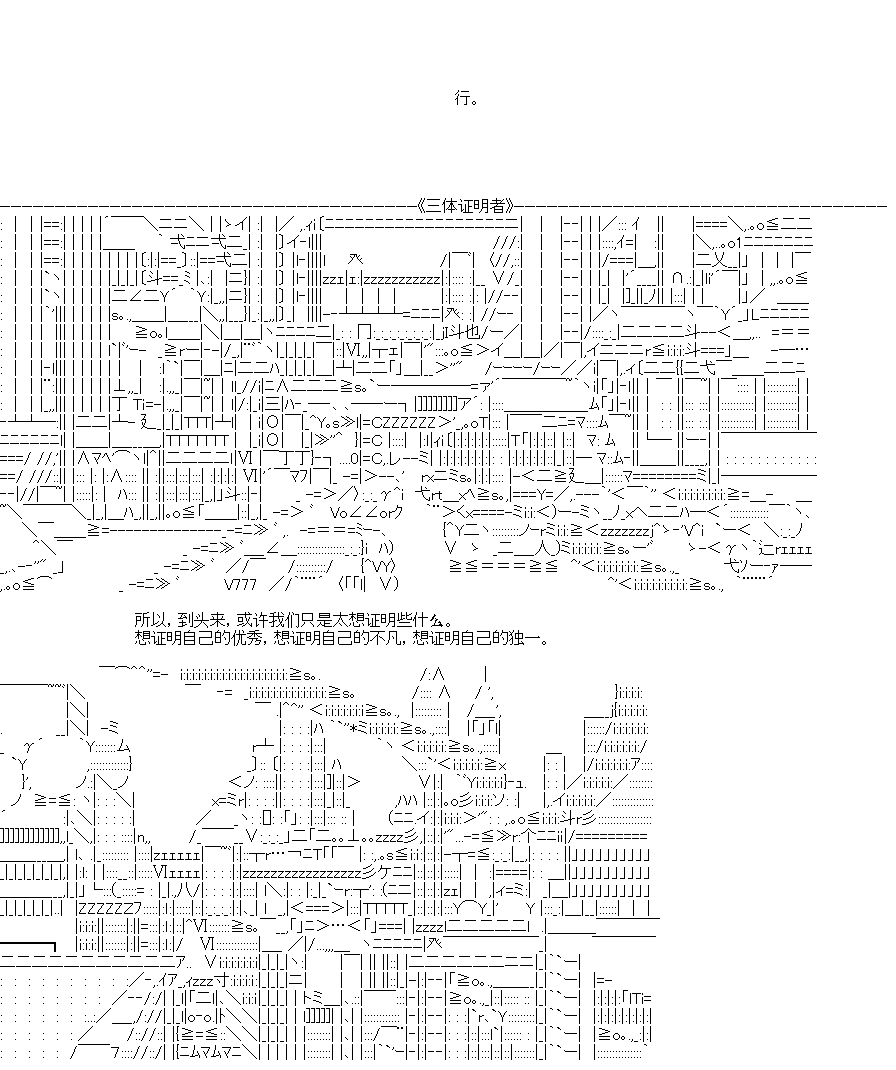 行。
《三体证明者》
所以，到头来，或许我们只是太想证明些什么。
想证明自己的优秀，想证明自己的不凡，想证明自己的独一。